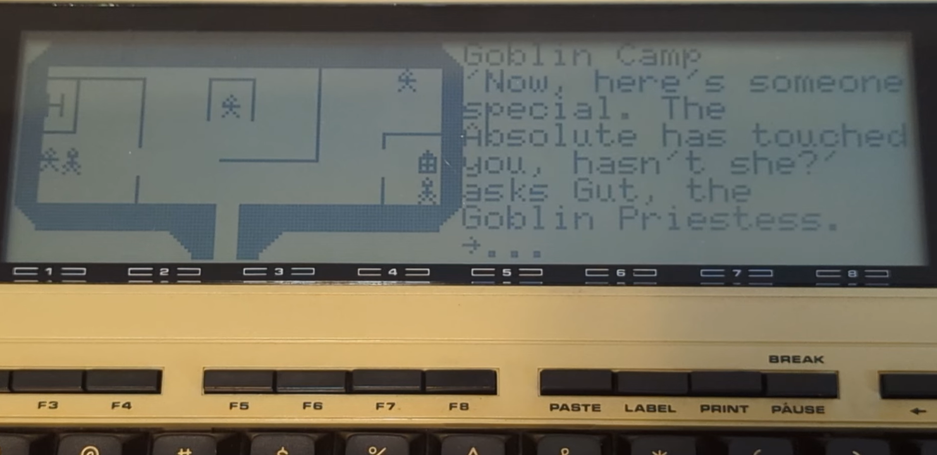 Goblin Camp
'Now, here's someone
special. The
Absolute has touched
you, hasn't she?'
asks Gut, the
Goblin Priestess.
→...
H
1 2 3 4 5 6 7 8
BREAK
F3 F4 F5 F6 F7 F8 PASTE LABEL PRINT PAUSE ←
@ # $ % ^ & * ( )